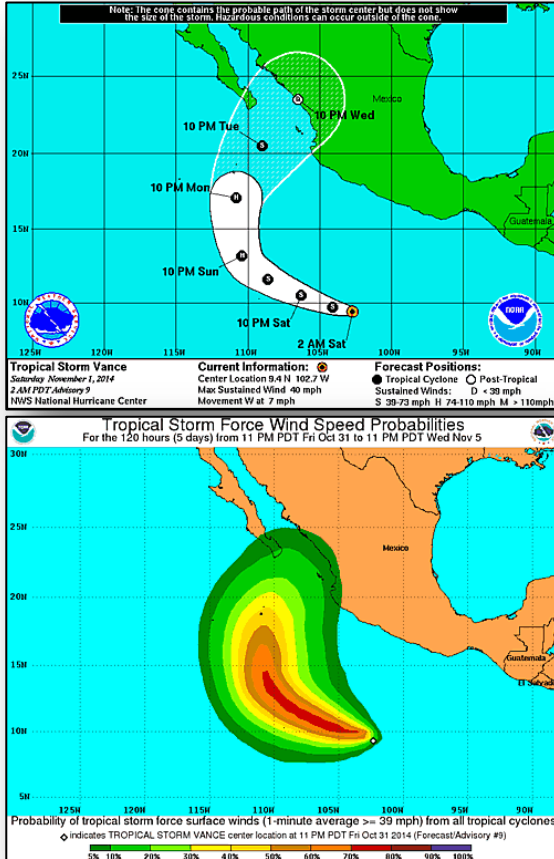 Note: The cone contains the probable path of the storm center but does not show
the size of the storm. Hazardous conditions can occur outside of the cone.
25N
Mexico
10 PM Wed
10 PM Tue
20N
10 PM Mon
Guatemala
15N
10 PM Sun
10 PM Sat
10N
2 AM Sat
NOAA
125W 115W 110W 105W 100W 95W 90W
Tropical Storm Vance
Saturday November 1, 2014
2 AM PDT Advisory 9
NWS National Hurricane Center
Current Information:
Center Location 9.4 N 102.7 W
Max Sustained Wind 40 mph
Movement W at 7 mph
Forecast Positions:
Tropical Cyclone Post-Tropical
Sustained Winds: D < 39 mph
S 39-73 mph H 74-110 mph M > 110mph
Tropical Storm Force Wind Speed Probabilities
For the 120 hours (5 days) from 11 PM PDT Fri Oct 31 to 11 PM PDT Wed Nov 5
30N
25N
Mexico
20N
Guatemala
15N
El Salvador
10N
5N
125W 120W 115W 110W 105W 100W 95W 90W
Probability of tropical storm force surface winds (1-minute average >= 39 mph) from all tropical cyclones
indicates TROPICAL STORM VANCE center location at 11 PM PDT Fri Oct 31 2014 (Forecast/Advisory #9)
5% 10% 20% 30% 40% 50% 60% 70% 80% 90% 100%